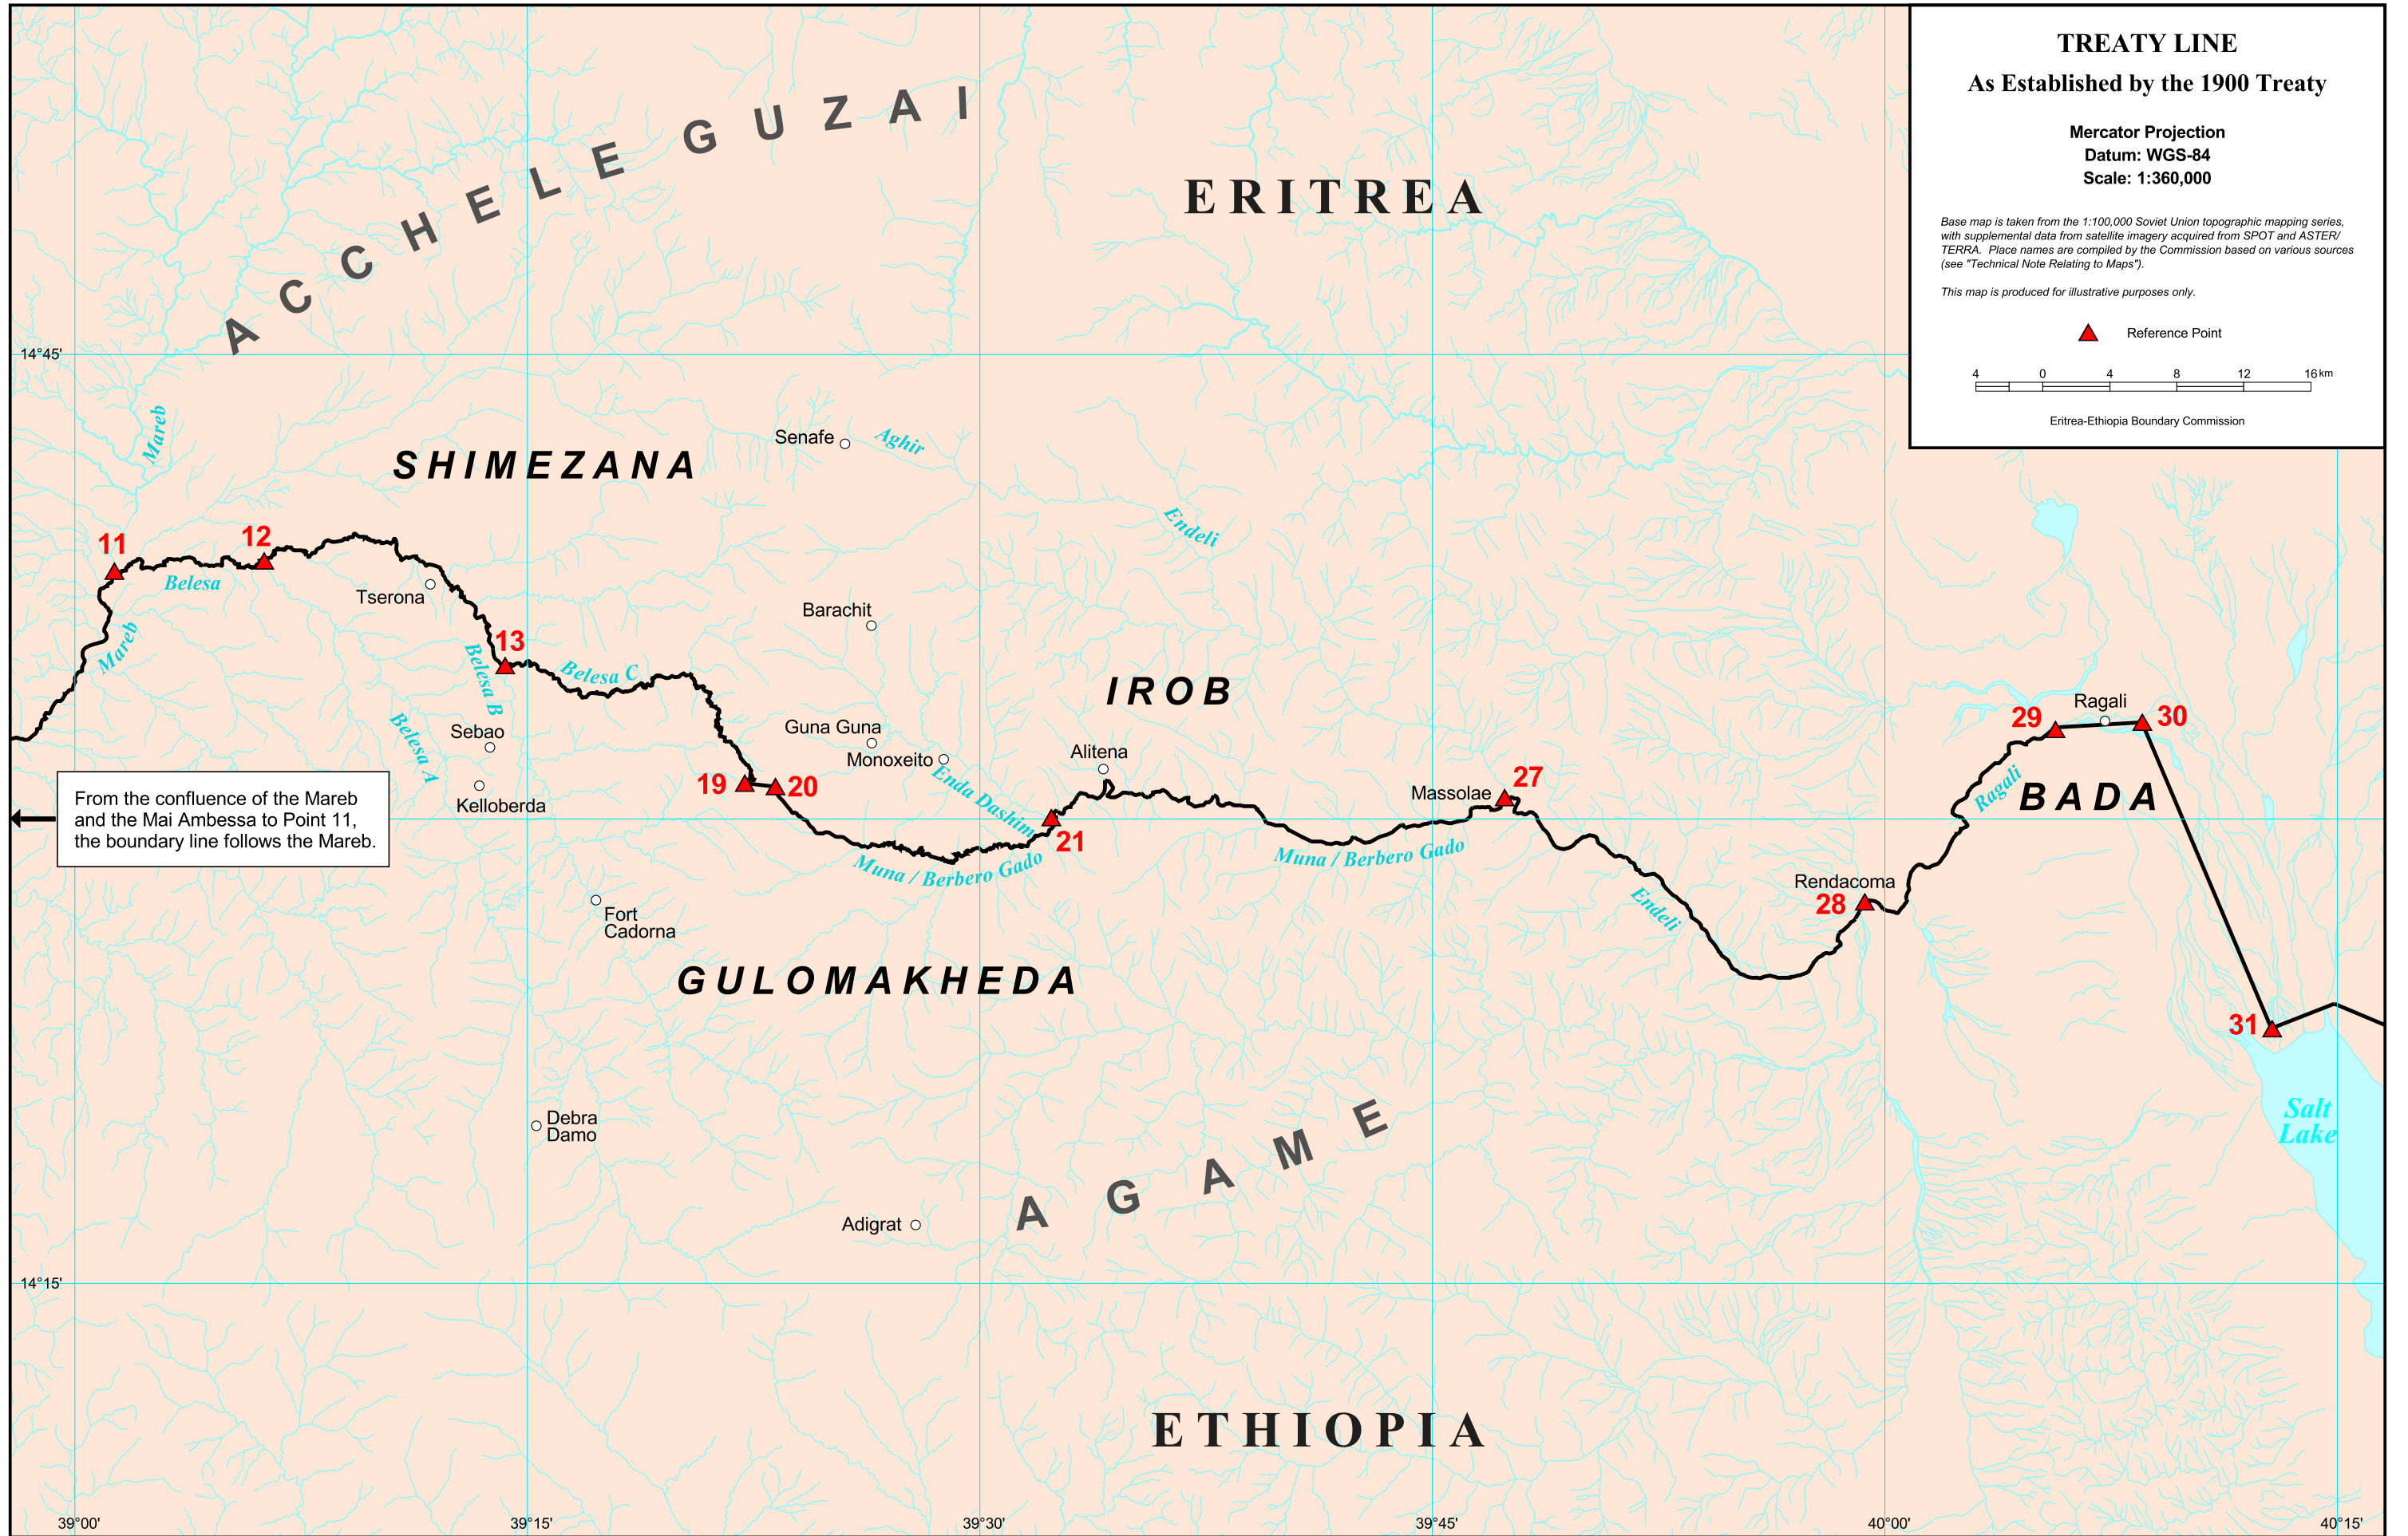 TREATY LINE
As Established by the 1900 Treaty
Mercator Projection
Datum: WGS-84
Scale: 1:360,000
Base map is taken from the 1:100,000 Soviet Union topographic mapping series,
with supplemental data from satellite imagery acquired from SPOT and ASTER/
TERRA. Place names are compiled by the Commission based on various sources
(see "Technical Note Relating to Maps").
This map is produced for illustrative purposes only.
Reference Point
4 0 4 8 12 16 km
Eritrea-Ethiopia Boundary Commission
ACCHELE GUZAI
ERITREA
14°45'
Mareb
SHIMEZANA
Senafe
Aghir
Endeli
11
12
Belesa
Tserona
Mareb
13
Belesa B
Belesa C
Barachit
IROB
Belesa A
Sebao
Kelloberda
Guna Guna
Monoxeito
Alitena
19
20
Enda Dashim
21
Muna / Berbero Gado
Massolae
27
Muna / Berbero Gado
Endeli
Rendacoma
28
29
Ragali
30
Ragali
BADA
31
From the confluence of the Mareb
and the Mai Ambessa to Point 11,
the boundary line follows the Mareb.
Fort
Cadorna
GULOMAKHEDA
Debra
Damo
Adigrat
AGAME
Salt
Lake
14°15'
ETHIOPIA
39°00'
39°15'
39°30'
39°45'
40°00'
40°15'